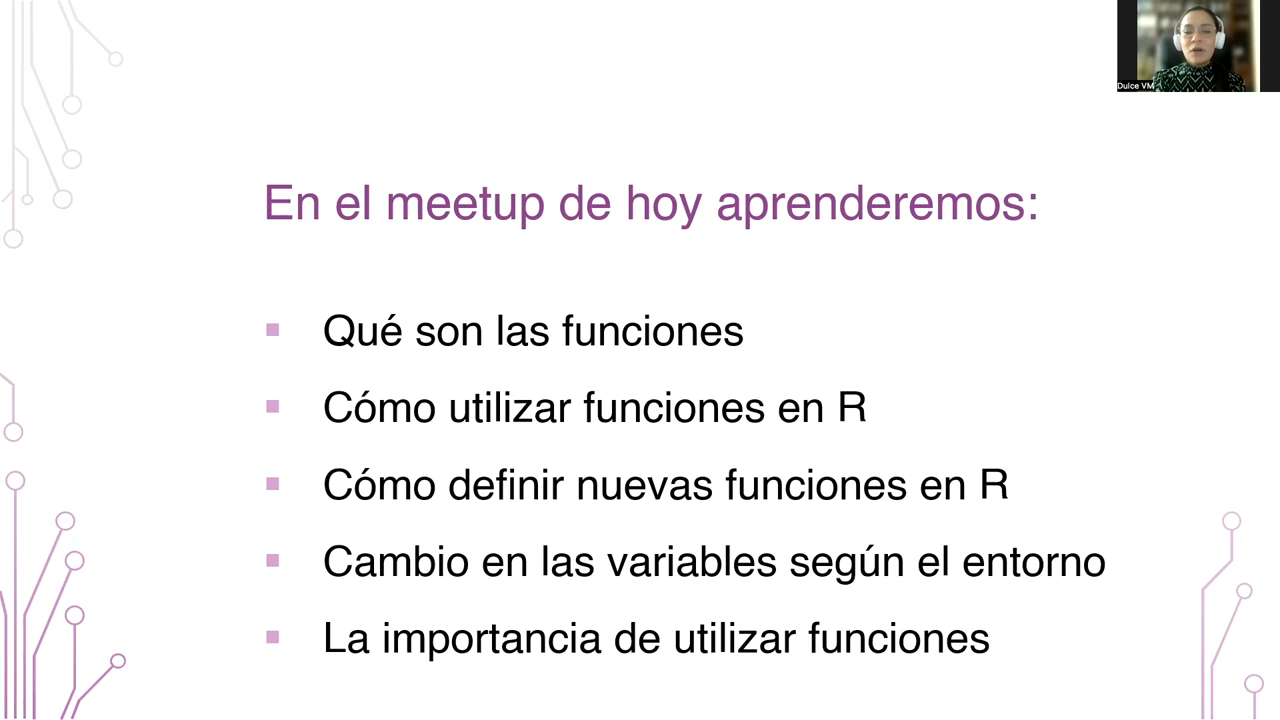 Dulce VM
En el meetup de hoy aprenderemos:
Qué son las funciones
Cómo utilizar funciones en R
Cómo definir nuevas funciones en R
Cambio en las variables según el entorno
La importancia de utilizar funciones